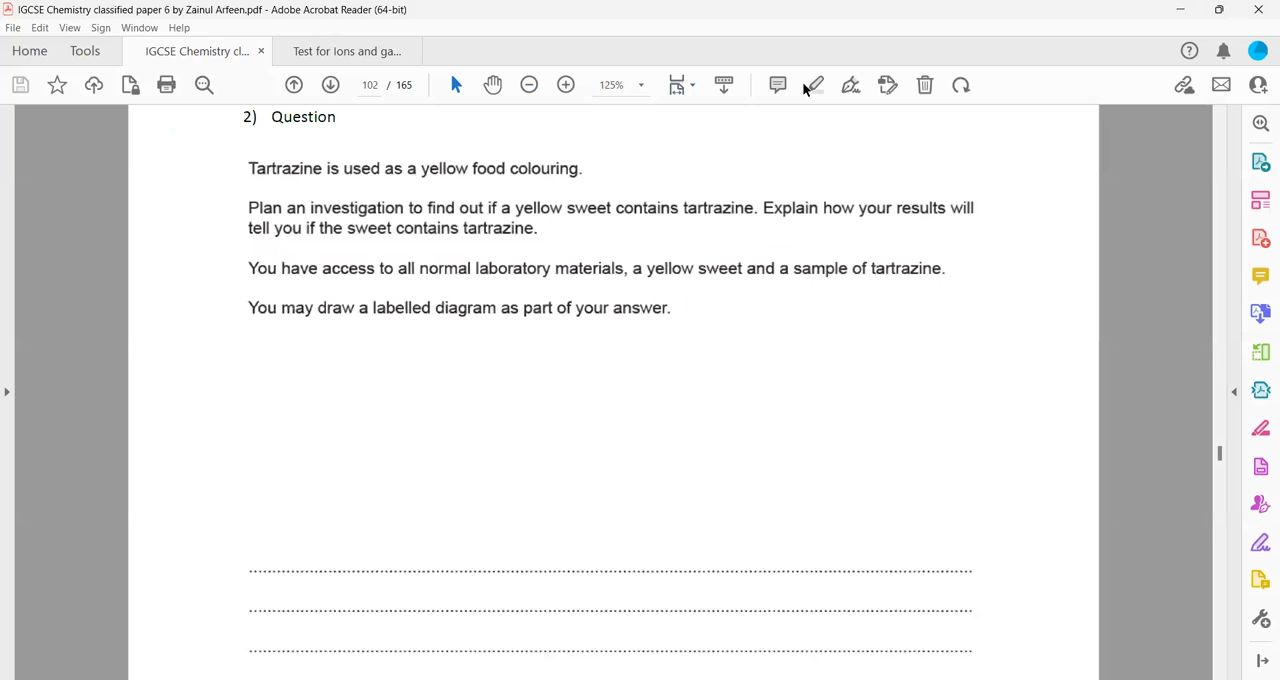 IGCSE Chemistry classified paper 6 by Zainul Arfeen.pdf - Adobe Acrobat Reader (64-bit)
File Edit View Sign Window Help
Home Tools IGCSE Chemistry cl... × Test for Ions and ga...
102 / 165 125%
2) Question
Tartrazine is used as a yellow food colouring.
Plan an investigation to find out if a yellow sweet contains tartrazine. Explain how your results will
tell you if the sweet contains tartrazine.
You have access to all normal laboratory materials, a yellow sweet and a sample of tartrazine.
You may draw a labelled diagram as part of your answer.